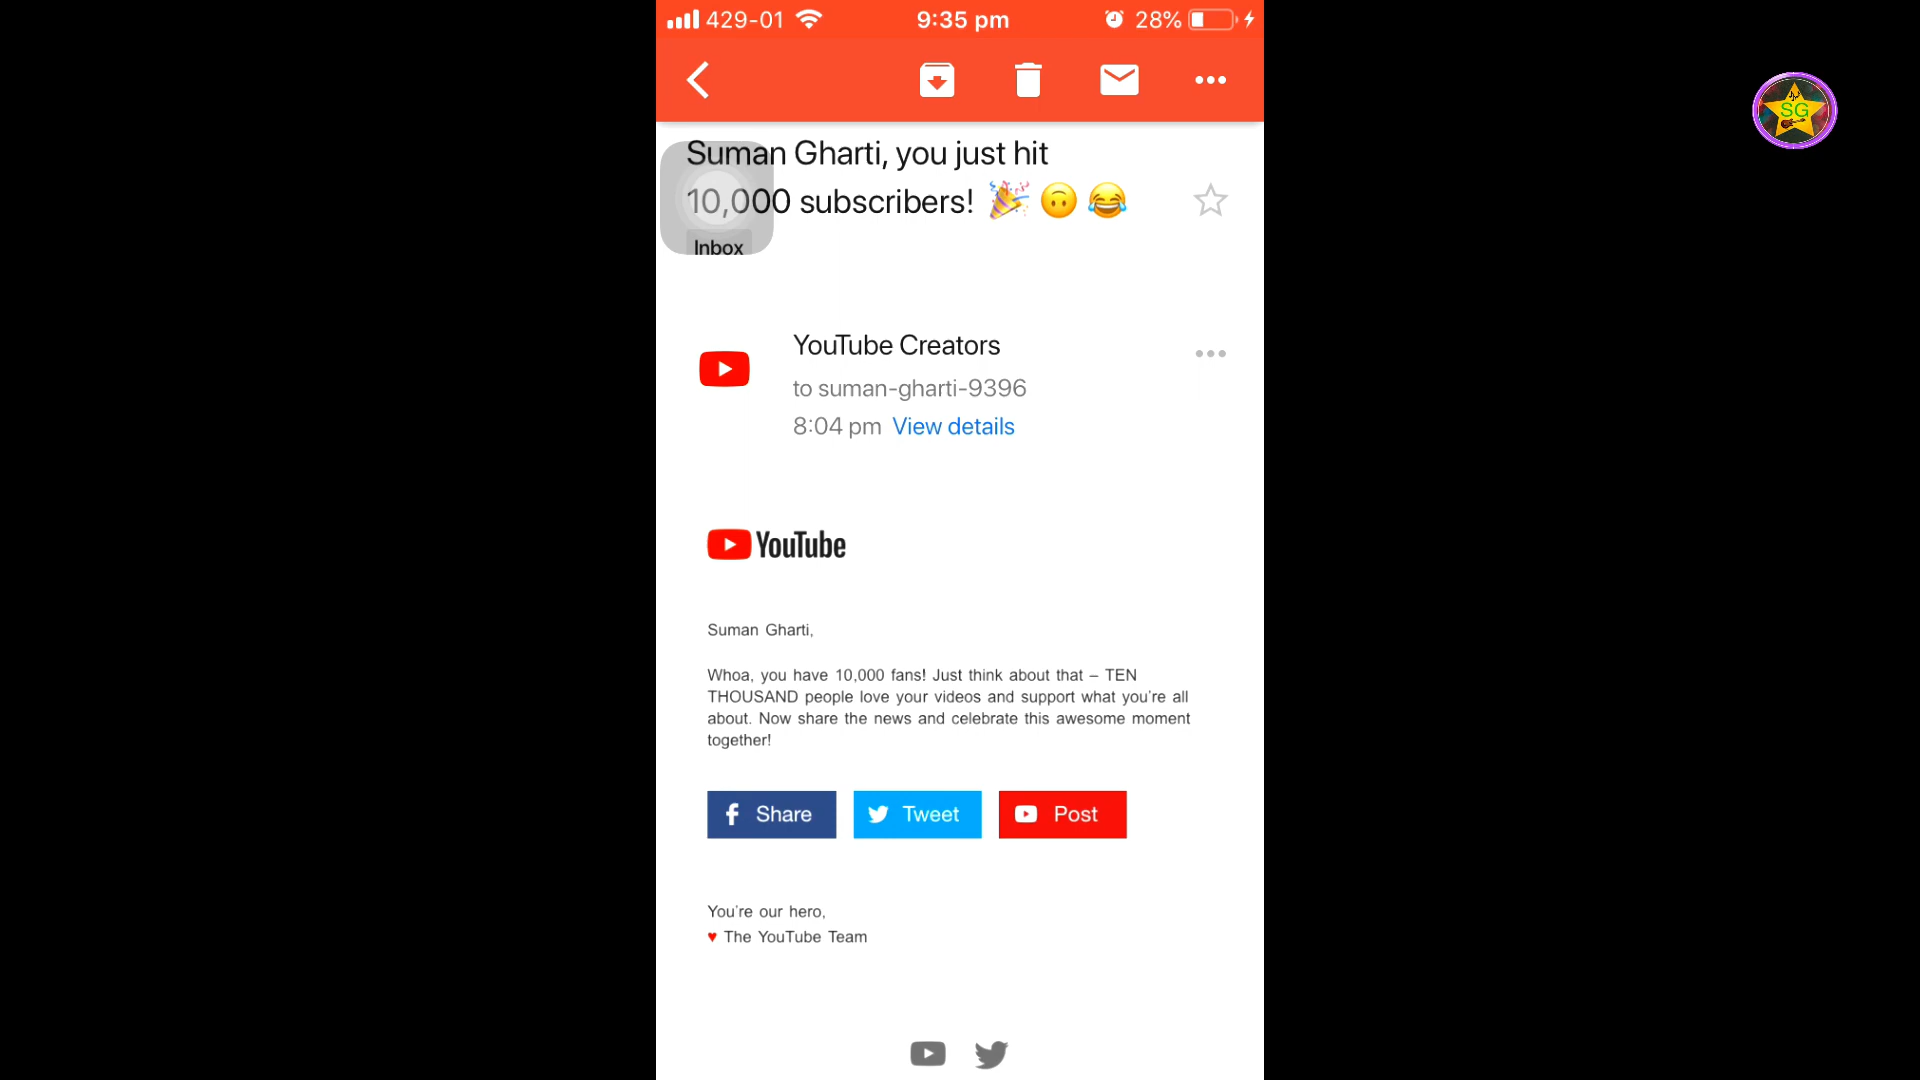 429-01 9:35 pm 28%
Suman Gharti, you just hit
10,000 subscribers! 🎉 🙃 😂
Inbox
YouTube Creators
to suman-gharti-9396
8:04 pm View details
YouTube
Suman Gharti,
Whoa, you have 10,000 fans! Just think about that – TEN
THOUSAND people love your videos and support what you're all
about. Now share the news and celebrate this awesome moment
together!
Share Tweet Post
You're our hero,
♥ The YouTube Team
SG